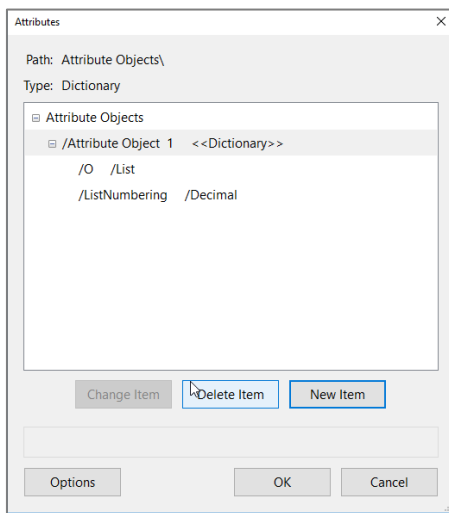 Attributes
Path: Attribute Objects\
Type: Dictionary
Attribute Objects
/Attribute Object 1 <<Dictionary>>
/O /List
/ListNumbering /Decimal
Change Item Delete Item New Item
Options OK Cancel